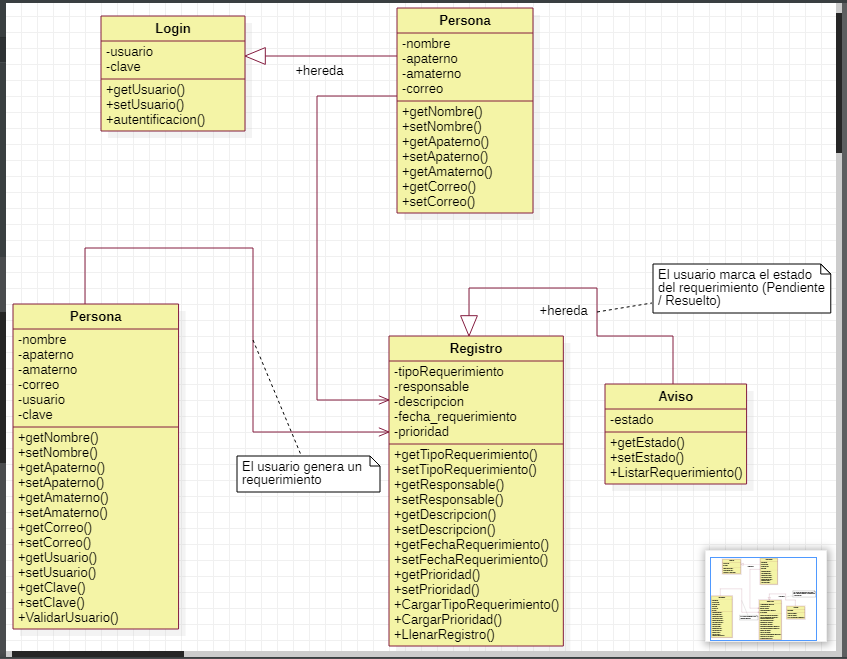 Login
-usuario
-clave
+getUsuario()
+setUsuario()
+autentificacion()
+hereda
Persona
-nombre
-apaterno
-amaterno
-correo
+getNombre()
+setNombre()
+getApaterno()
+setApaterno()
+getAmaterno()
+getCorreo()
+setCorreo()
Persona
-nombre
-apaterno
-amaterno
-correo
-usuario
-clave
+getNombre()
+setNombre()
+getApaterno()
+setApaterno()
+getAmaterno()
+setAmaterno()
+getCorreo()
+setCorreo()
+getUsuario()
+setUsuario()
+getClave()
+setClave()
+ValidarUsuario()
El usuario genera un
requerimiento
Registro
-tipoRequerimiento
-responsable
-descripcion
-fecha_requerimiento
-prioridad
+getTipoRequerimiento()
+setTipoRequerimiento()
+getResponsable()
+setResponsable()
+getDescripcion()
+setDescripcion()
+getFechaRequerimiento()
+setFechaRequerimiento()
+getPrioridad()
+setPrioridad()
+CargarTipoRequerimiento()
+CargarPrioridad()
+LlenarRegistro()
+hereda
El usuario marca el estado
del requerimiento (Pendiente
/ Resuelto)
Aviso
-estado
+getEstado()
+setEstado()
+ListarRequerimiento()